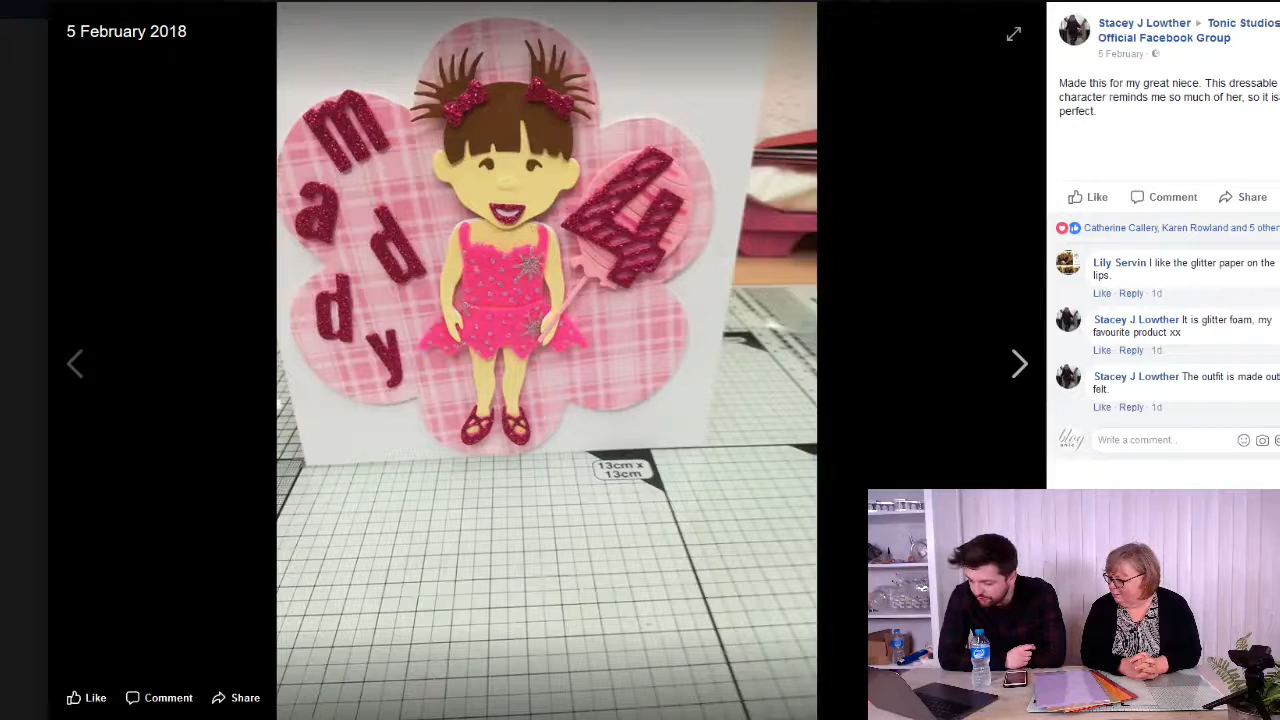 5 February 2018
maddy
4
13cm x
13cm
Like Comment Share
Stacey J Lowther ▸ Tonic Studios
Official Facebook Group
5 February ·
Made this for my great niece. This dressable
character reminds me so much of her, so it is
perfect.
Like Comment Share
Catherine Callery, Karen Rowland and 5 other
Lily Servin I like the glitter paper on the
lips.
Like · Reply · 1d
Stacey J Lowther It is glitter foam, my
favourite product xx
Like · Reply · 1d
Stacey J Lowther The outfit is made out
felt.
Like · Reply · 1d
blog
Write a comment...